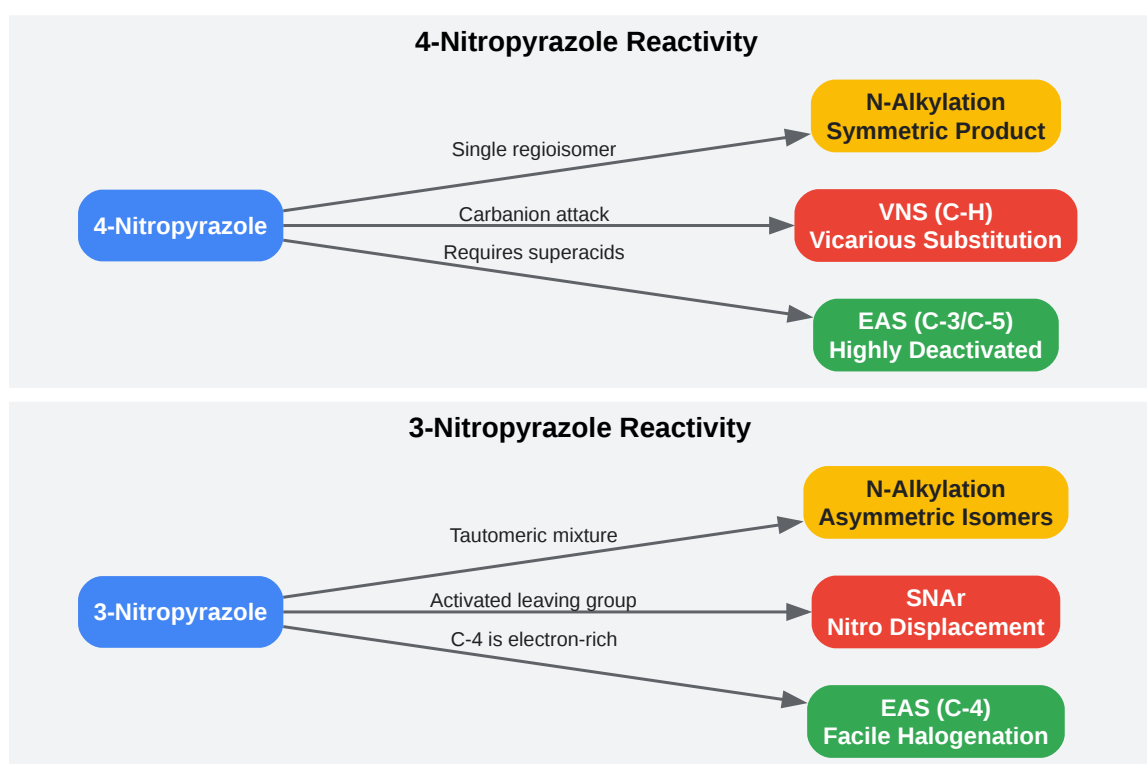 4-Nitropyrazole Reactivity
N-Alkylation
Symmetric Product
Single regioisomer
4-Nitropyrazole
Carbanion attack
VNS (C-H)
Vicarious Substitution
Requires superacids
EAS (C-3/C-5)
Highly Deactivated
3-Nitropyrazole Reactivity
N-Alkylation
Asymmetric Isomers
Tautomeric mixture
3-Nitropyrazole
Activated leaving group
SNAr
Nitro Displacement
C-4 is electron-rich
EAS (C-4)
Facile Halogenation